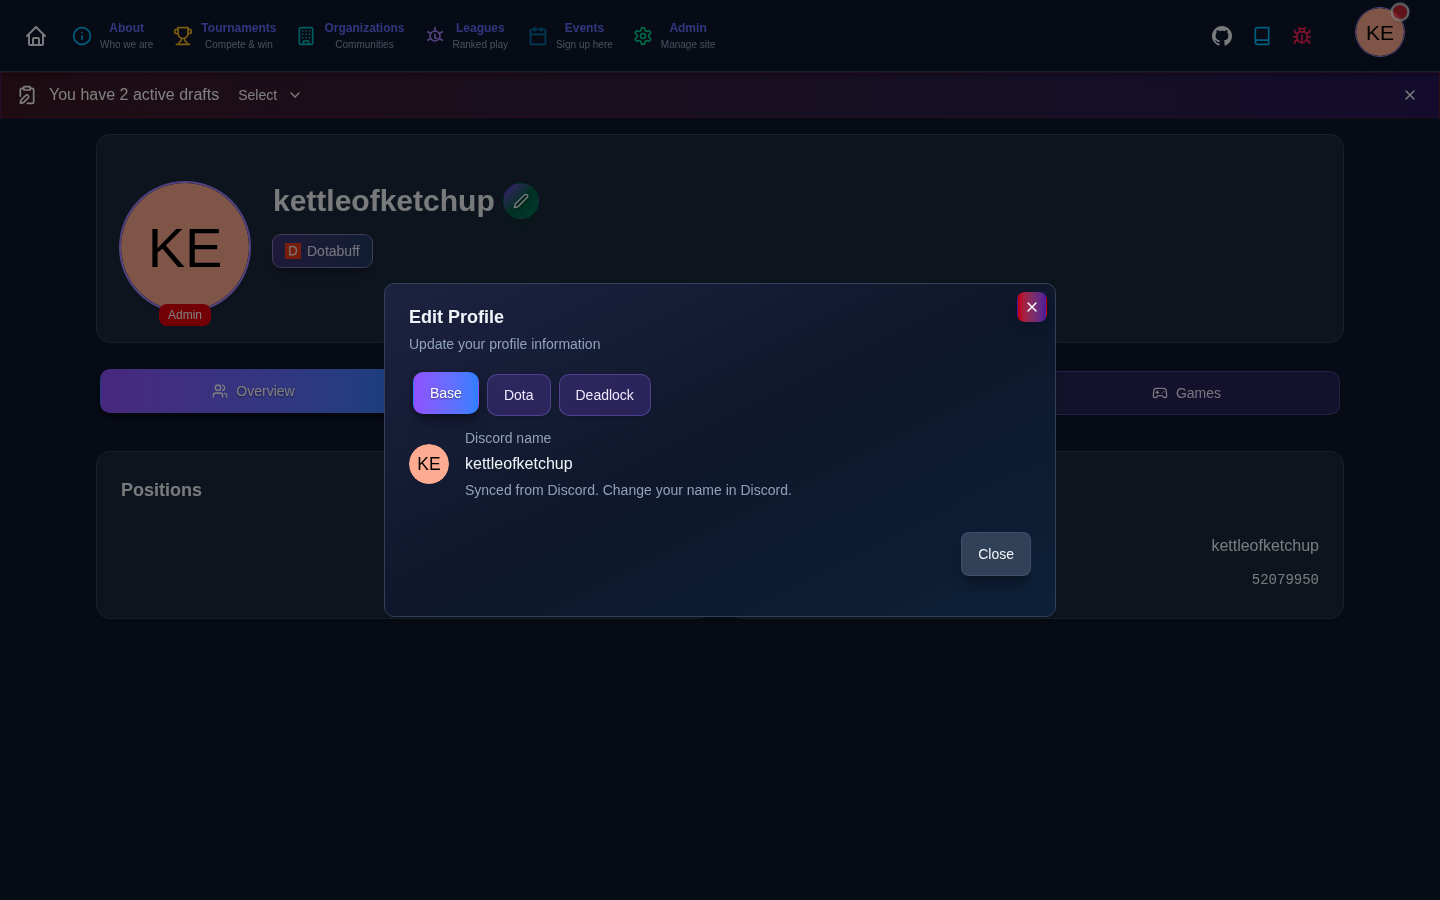 About
Who we are
Tournaments
Compete & win
Organizations
Communities
Leagues
Ranked play
Events
Sign up here
Admin
Manage site
KE
You have 2 active drafts
Select
KE
Admin
kettleofketchup
D Dotabuff
Overview
Games
Positions
kettleofketchup
52079950
Edit Profile
Update your profile information
Base
Dota
Deadlock
KE
Discord name
kettleofketchup
Synced from Discord. Change your name in Discord.
Close